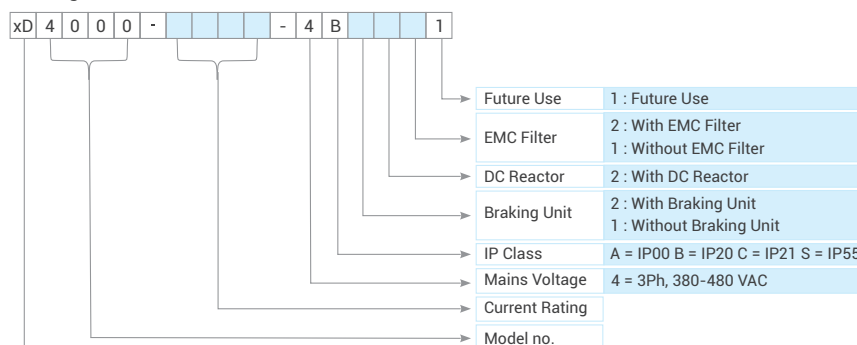 xD 4 0 0 0 - - 4 B 1
Future Use 1 : Future Use
EMC Filter 2 : With EMC Filter
1 : Without EMC Filter
DC Reactor 2 : With DC Reactor
Braking Unit 2 : With Braking Unit
1 : Without Braking Unit
IP Class A = IP00 B = IP20 C = IP21 S = IP55
Mains Voltage 4 = 3Ph, 380-480 VAC
Current Rating
Model no.